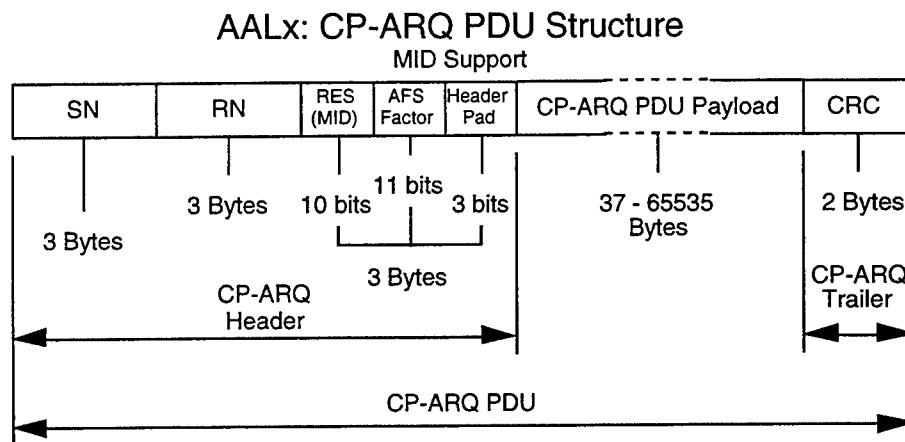 AALx: CP-ARQ PDU Structure
MID Support
SN
RN
RES
(MID)
AFS
Factor
Header
Pad
CP-ARQ PDU Payload
CRC
3 Bytes
3 Bytes
10 bits
11 bits
3 bits
3 Bytes
37 - 65535
Bytes
2 Bytes
CP-ARQ
Header
CP-ARQ
Trailer
CP-ARQ PDU